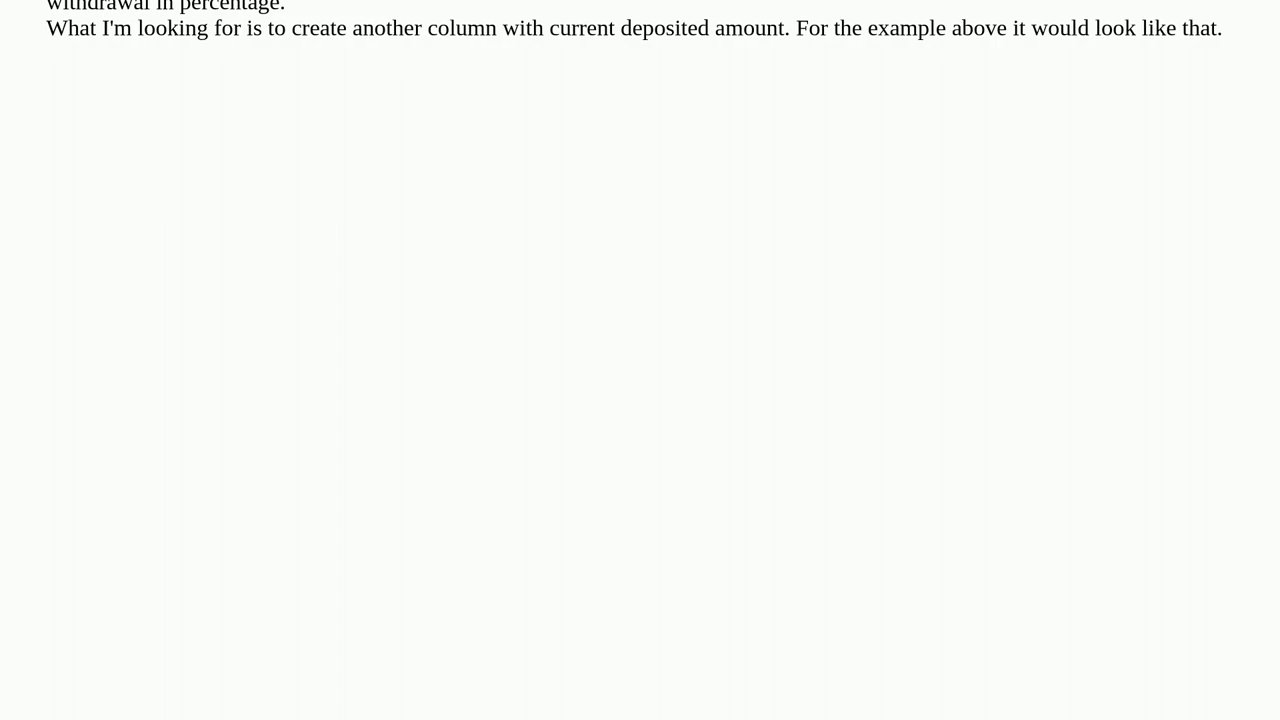 withdrawal in percentage.
What I'm looking for is to create another column with current deposited amount. For the example above it would look like that.